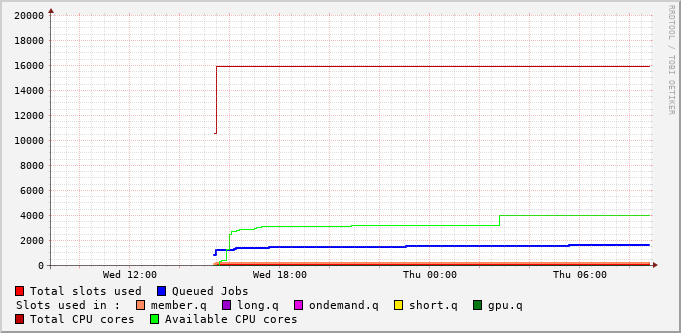 RRDTOOL / TOBI OETIKER
20000
18000
16000
14000
12000
10000
8000
6000
4000
2000
0
Wed 12:00 Wed 18:00 Thu 00:00 Thu 06:00
Total slots used Queued Jobs
Slots used in : member.q long.q ondemand.q short.q gpu.q
Total CPU cores Available CPU cores